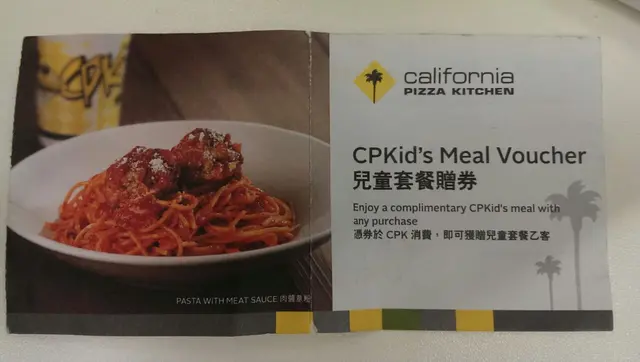 CPK
california
PIZZA KITCHEN
CPKid's Meal Voucher
兒童套餐贈券
Enjoy a complimentary CPKid's meal with
any purchase
憑券於 CPK 消費，即可獲贈兒童套餐乙客
PASTA WITH MEAT SAUCE 肉醬意粉